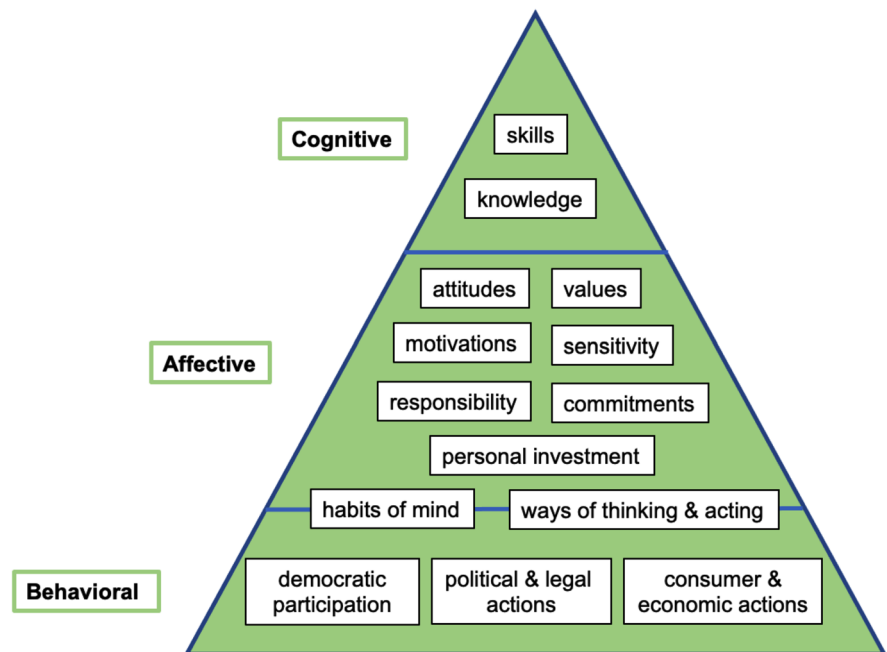 Cognitive
skills
knowledge
attitudes
values
Affective
motivations
sensitivity
responsibility
commitments
personal investment
habits of mind
ways of thinking & acting
Behavioral
democratic
participation
political & legal
actions
consumer &
economic actions